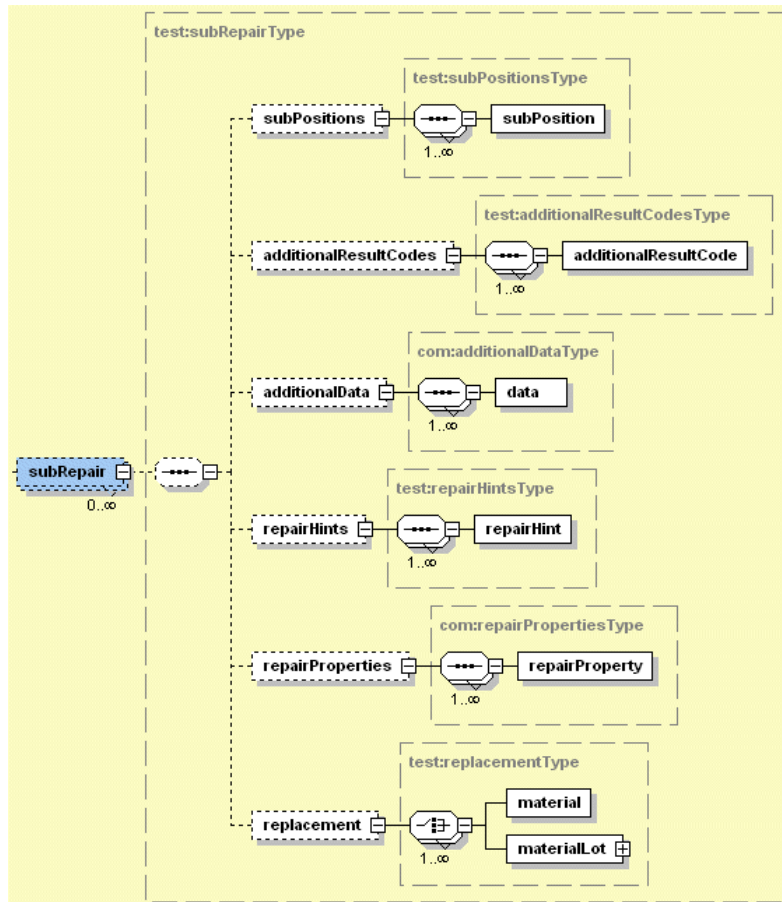 test:subRepairType
test:subPositionsType
subPositions
subPosition
1..∞
test:additionalResultCodesType
additionalResultCodes
additionalResultCode
1..∞
com:additionalDataType
additionalData
data
1..∞
subRepair
0..∞
test:repairHintsType
repairHints
repairHint
1..∞
com:repairPropertiesType
repairProperties
repairProperty
1..∞
test:replacementType
material
replacement
materialLot
1..∞